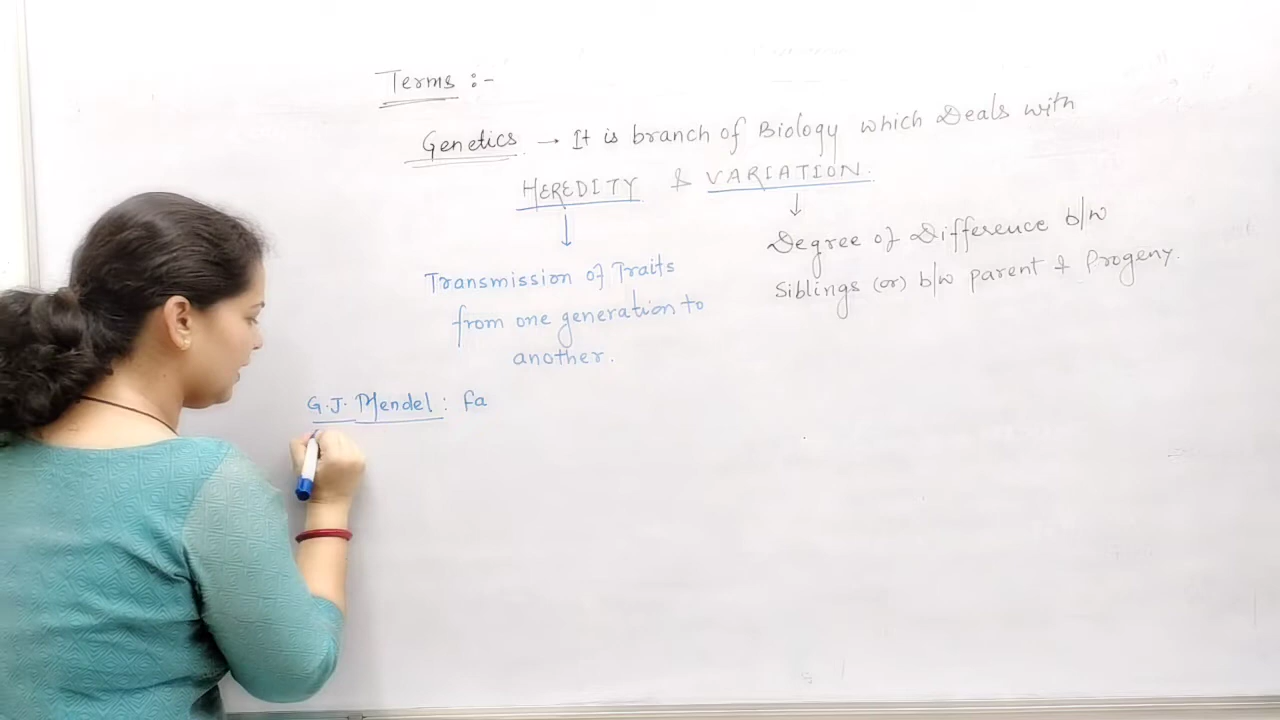 Terms :-
Genetics → It is branch of Biology which Deals with
HEREDITY & VARIATION.
Transmission of Traits
from one generation to
another.
Degree of Difference b/w
Siblings (or) b/w parent & Progeny.
G.J. Mendel : Fa